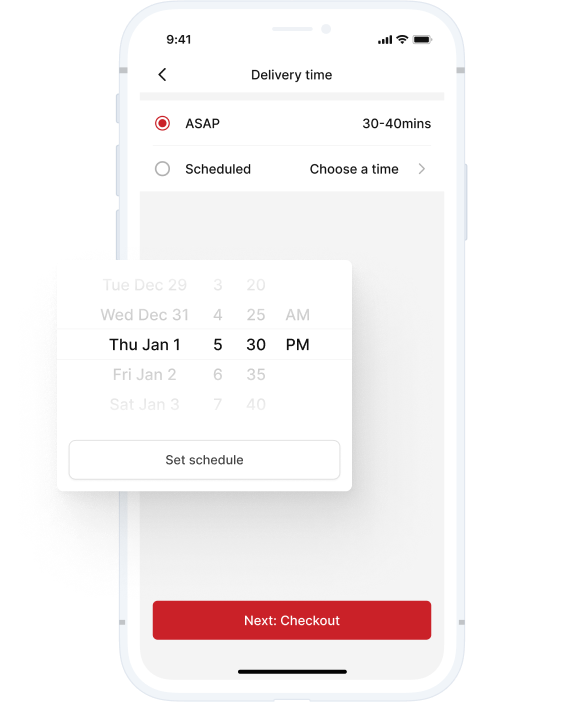 9:41
Delivery time
ASAP 30-40mins
Scheduled Choose a time
Tue Dec 29 3 20
Wed Dec 31 4 25 AM
Thu Jan 1 5 30 PM
Fri Jan 2 6 35
Sat Jan 3 7 40
Set schedule
Next: Checkout